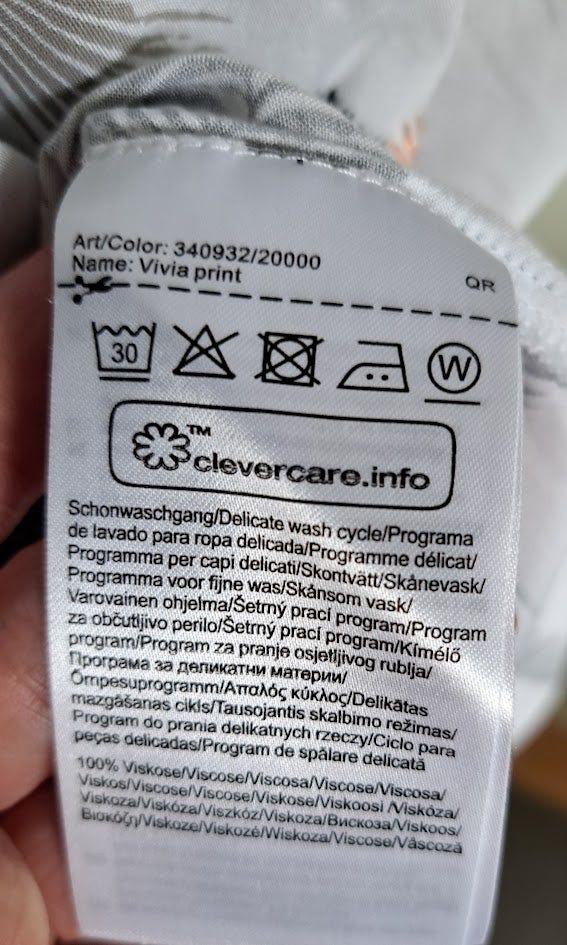 Art/Color: 340932/20000
Name: Vivia print
QR
30
W
™
clevercare.info
Schonwaschgang/Delicate wash cycle/Programa
de lavado para ropa delicada/Programme délicat/
Programma per capi delicati/Skontvätt/Skånevask/
Programma voor fijne was/Skånsom vask/
Varovainen ohjelma/Šetrný prací program/Program
za občutljivo perilo/Šetrný prací program/Kímélő
program/Program za pranje osjetljivog rublja/
Програма за деликатни материи/
Õrnpesuprogramm/Απαλός κύκλος/Delikātas
mazgāšanas cikls/Tausojantis skalbimo režimas/
Program do prania delikatnych rzeczy/Ciclo para
peças delicadas/Program de spălare delicată
100% Viskose/Viscose/Viscosa/Viscose/Viscosa/
Viskos/Viscose/Viscose/Viskose/Viskoosi /Viskóza/
Viskoza/Viskóza/Viszkóz/Viskoza/Вискоза/Viskoos/
Βισκόζη/Viskoze/Viskozė/Wiskoza/Viscose/Vâscoză